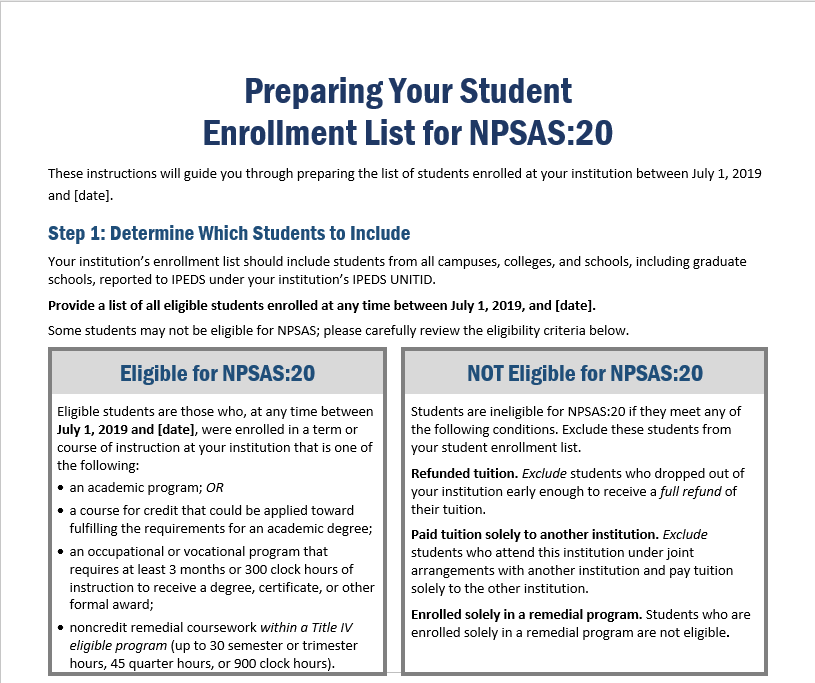 Preparing Your Student
Enrollment List for NPSAS:20
These instructions will guide you through preparing the list of students enrolled at your institution between July 1, 2019
and [date].
Step 1: Determine Which Students to Include
Your institution’s enrollment list should include students from all campuses, colleges, and schools, including graduate
schools, reported to IPEDS under your institution’s IPEDS UNITID.
Provide a list of all eligible students enrolled at any time between July 1, 2019, and [date].
Some students may not be eligible for NPSAS; please carefully review the eligibility criteria below.
Eligible for NPSAS:20
Eligible students are those who, at any time between
July 1, 2019 and [date], were enrolled in a term or
course of instruction at your institution that is one of
the following:
• an academic program; OR
• a course for credit that could be applied toward
fulfilling the requirements for an academic degree;
• an occupational or vocational program that
requires at least 3 months or 300 clock hours of
instruction to receive a degree, certificate, or other
formal award;
• noncredit remedial coursework within a Title IV
eligible program (up to 30 semester or trimester
hours, 45 quarter hours, or 900 clock hours).
NOT Eligible for NPSAS:20
Students are ineligible for NPSAS:20 if they meet any of
the following conditions. Exclude these students from
your student enrollment list.
Refunded tuition. Exclude students who dropped out of
your institution early enough to receive a full refund of
their tuition.
Paid tuition solely to another institution. Exclude
students who attend this institution under joint
arrangements with another institution and pay tuition
solely to the other institution.
Enrolled solely in a remedial program. Students who are
enrolled solely in a remedial program are not eligible.